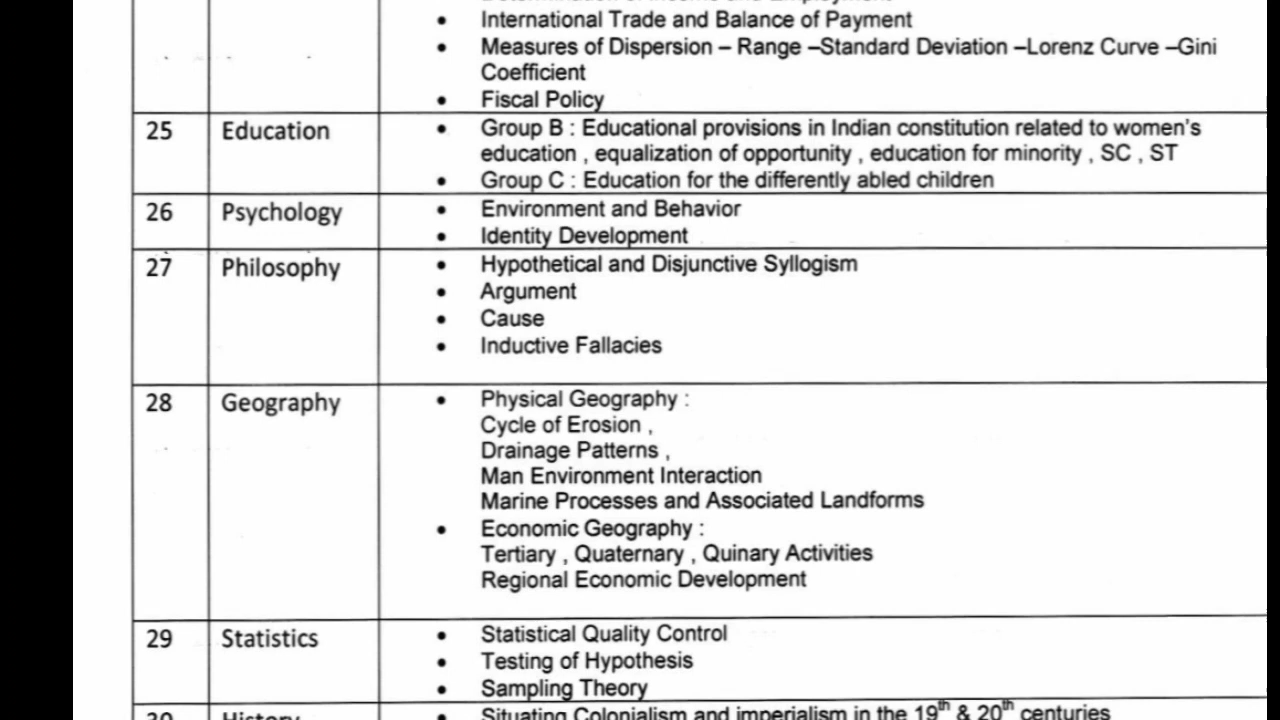 • International Trade and Balance of Payment
• Measures of Dispersion – Range –Standard Deviation –Lorenz Curve –Gini
Coefficient
• Fiscal Policy
25 Education • Group B : Educational provisions in Indian constitution related to women's
education , equalization of opportunity , education for minority , SC , ST
• Group C : Education for the differently abled children
26 Psychology • Environment and Behavior
• Identity Development
27 Philosophy • Hypothetical and Disjunctive Syllogism
• Argument
• Cause
• Inductive Fallacies
28 Geography • Physical Geography :
Cycle of Erosion ,
Drainage Patterns ,
Man Environment Interaction
Marine Processes and Associated Landforms
• Economic Geography :
Tertiary , Quaternary , Quinary Activities
Regional Economic Development
29 Statistics • Statistical Quality Control
• Testing of Hypothesis
• Sampling Theory
30 History • Situating Colonialism and imperialism in the 19th & 20th centuries